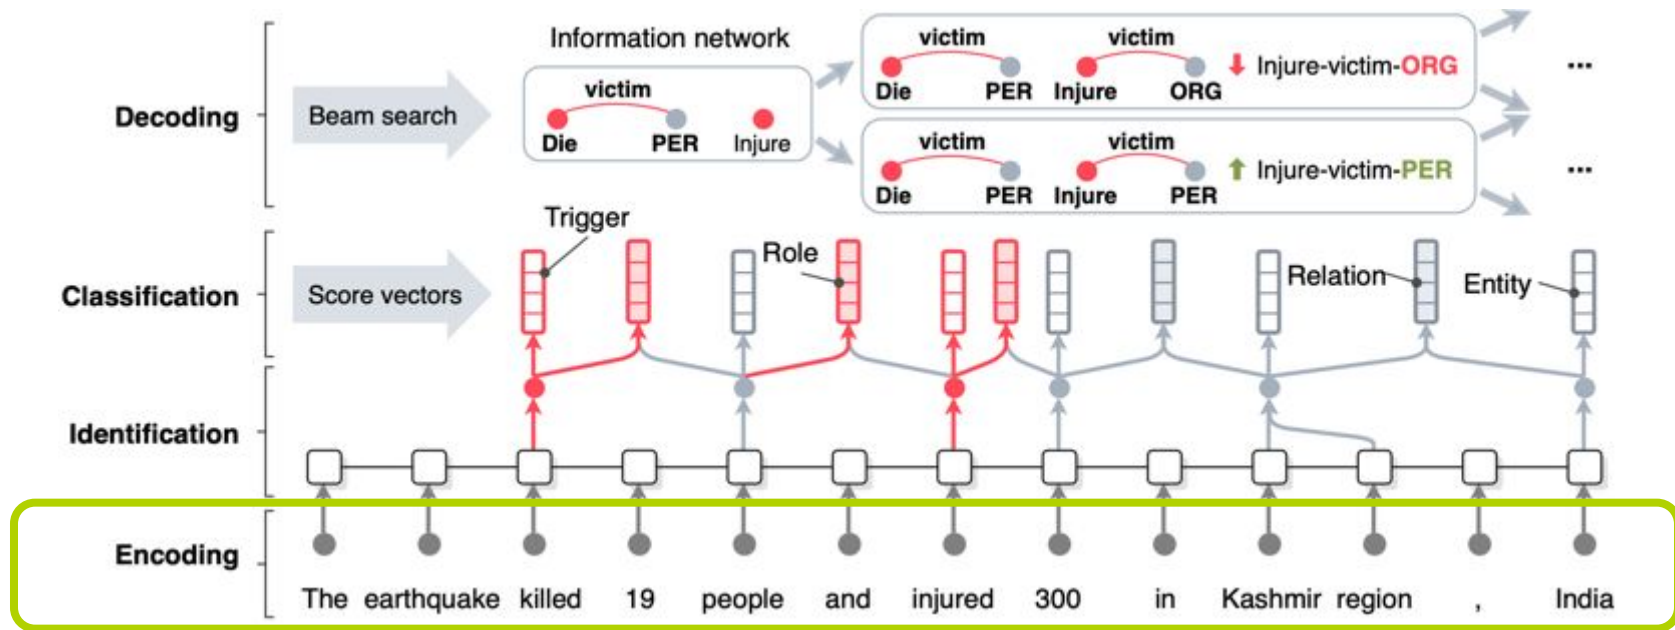 Information network
victim
Die PER Injure
victim victim
Die PER Injure ORG
Injure-victim-ORG
...
victim victim
Die PER Injure PER
Injure-victim-PER
...
Decoding
Beam search
Trigger
Role
Relation
Entity
Classification
Score vectors
Identification
Encoding
The earthquake killed 19 people and injured 300 in Kashmir region , India